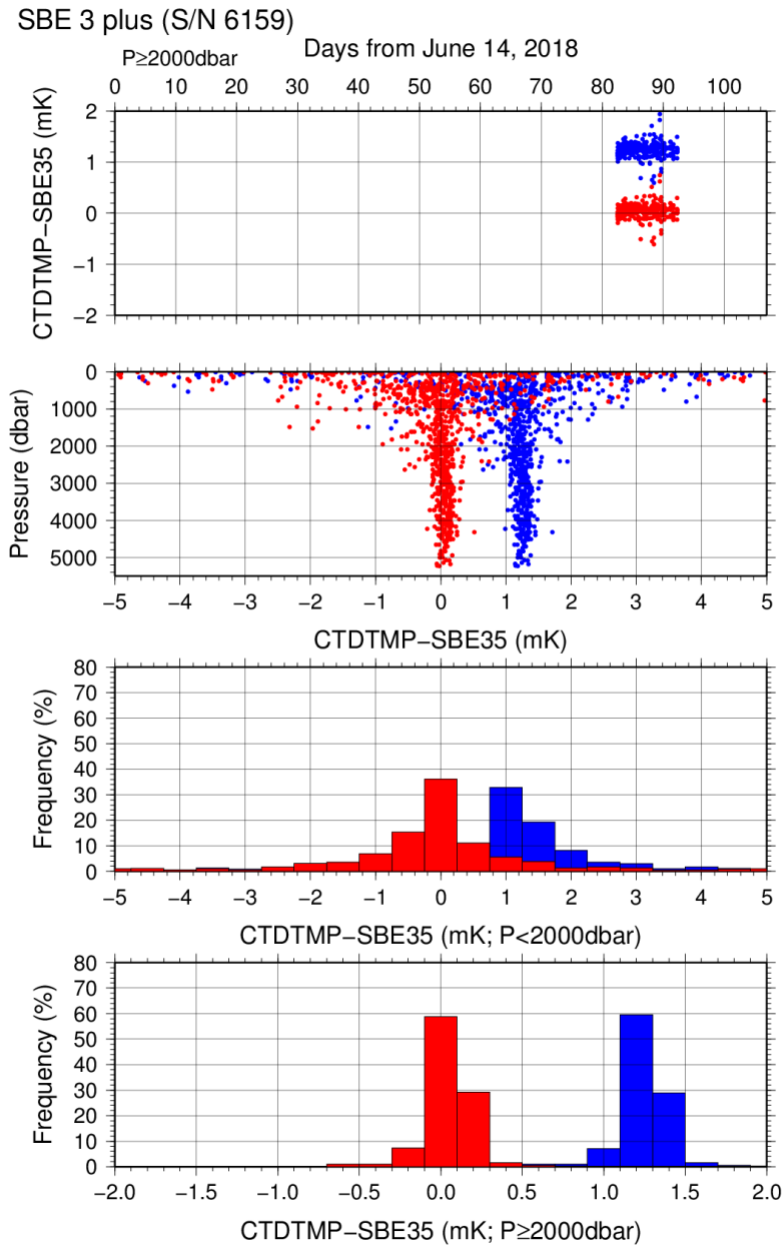 SBE 3 plus (S/N 6159)
P≥2000dbar
Days from June 14, 2018
0 10 20 30 40 50 60 70 80 90 100
CTDTMP−SBE35 (mK)
2
1
0
−1
−2
Pressure (dbar)
0
1000
2000
3000
4000
5000
−5 −4 −3 −2 −1 0 1 2 3 4 5
CTDTMP−SBE35 (mK)
Frequency (%)
80
70
60
50
40
30
20
10
0
−5 −4 −3 −2 −1 0 1 2 3 4 5
CTDTMP−SBE35 (mK; P<2000dbar)
Frequency (%)
80
70
60
50
40
30
20
10
0
−2.0 −1.5 −1.0 −0.5 0.0 0.5 1.0 1.5 2.0
CTDTMP−SBE35 (mK; P≥2000dbar)